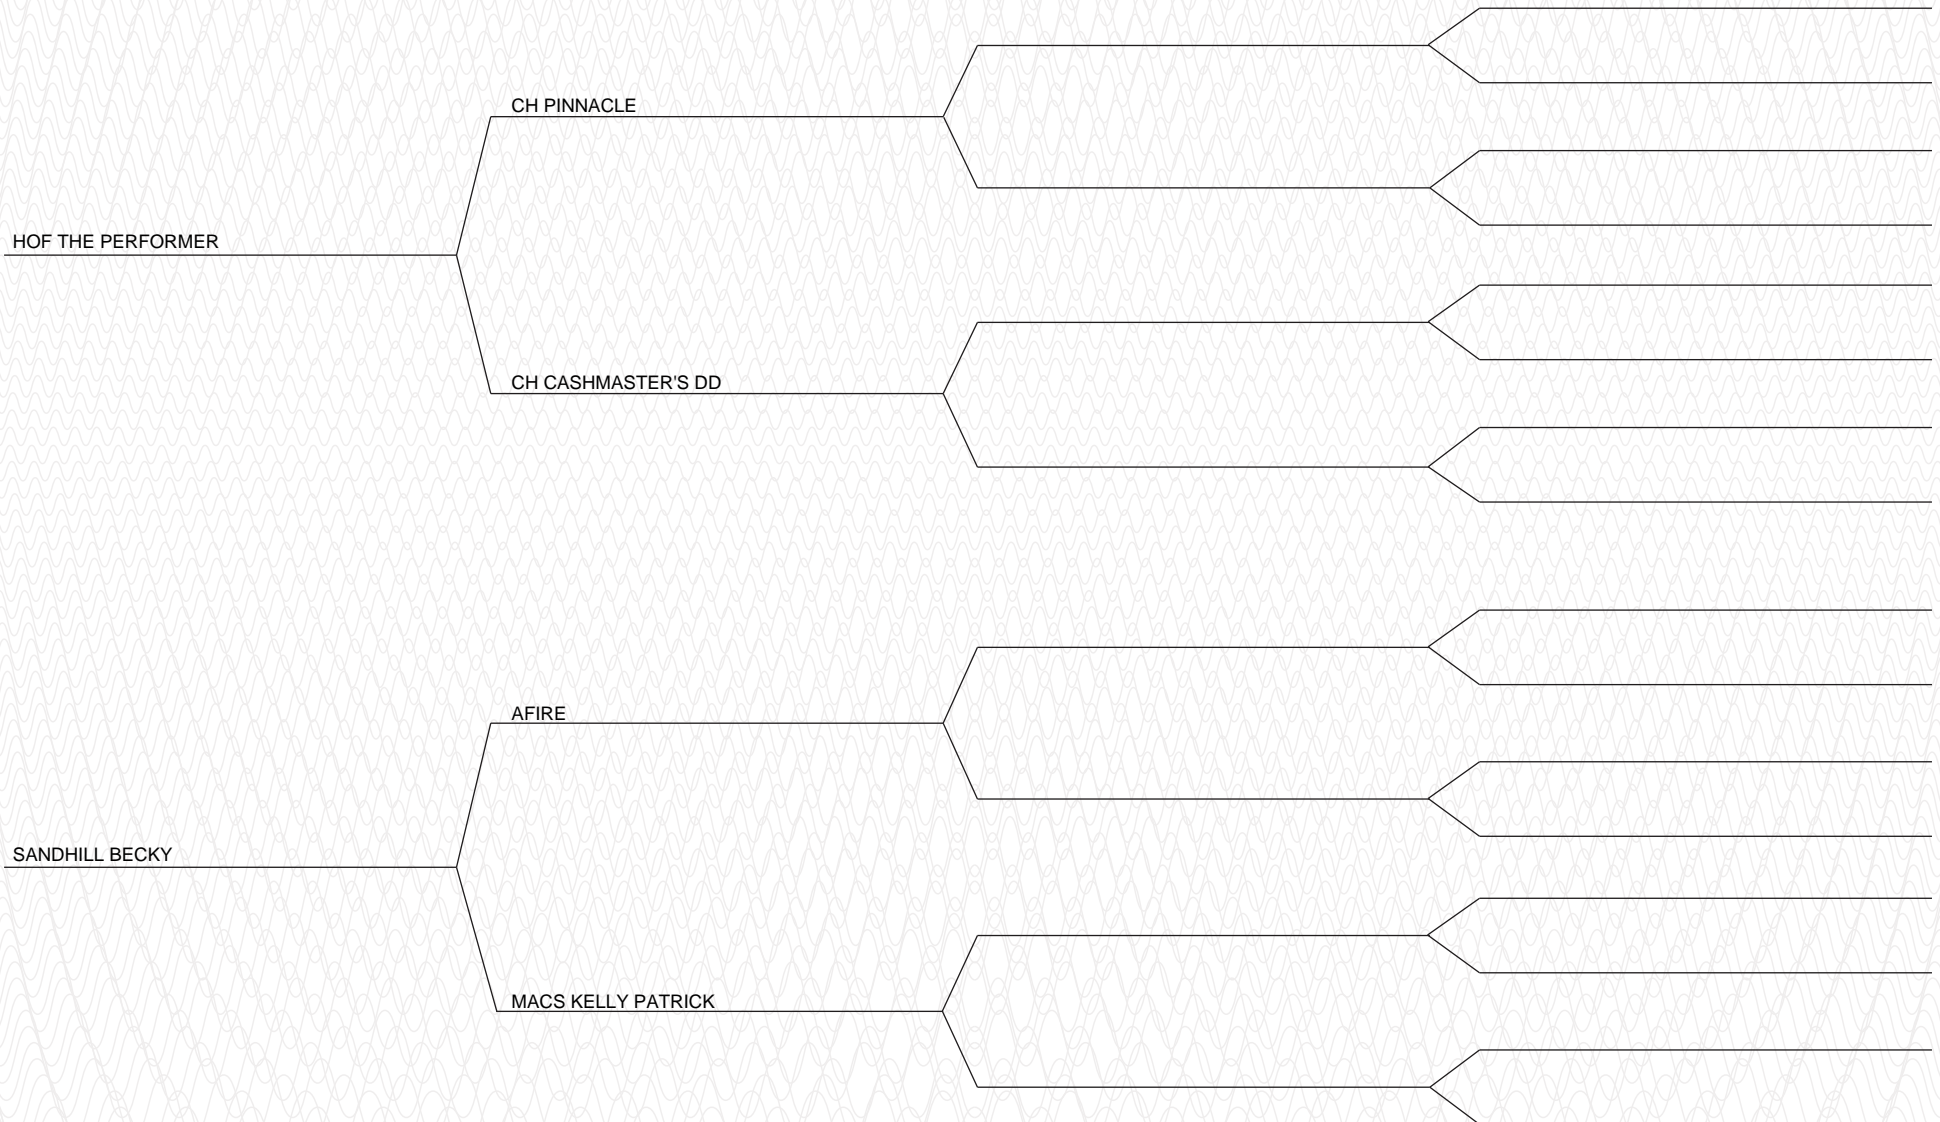 CH PINNACLE
HOF THE PERFORMER
CH CASHMASTER'S DD
AFIRE
SANDHILL BECKY
MACS KELLY PATRICK